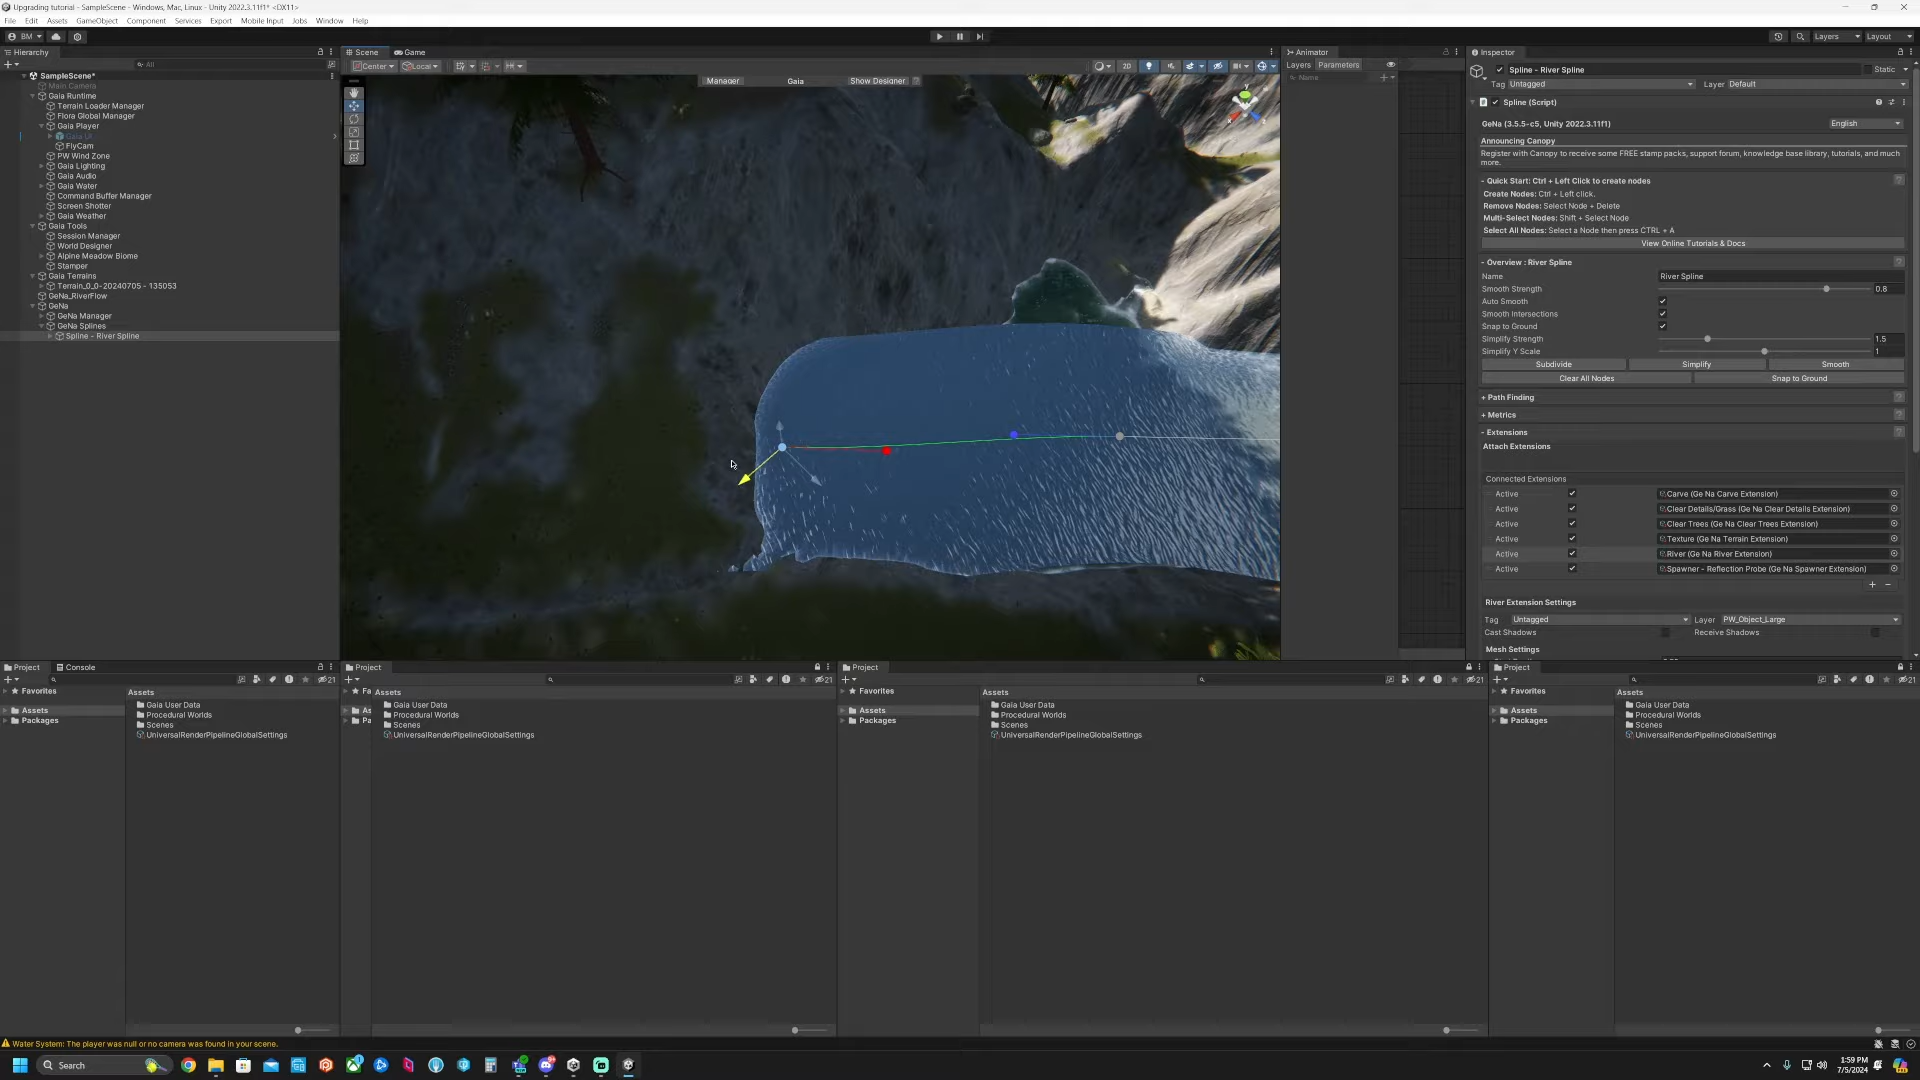 Upgrading tutorial - SampleScene - Windows, Mac, Linux - Unity 2022.3.11f1* <DX11>
File Edit Assets GameObject Component Services Export Mobile Input Jobs Window Help
BM Layers Layout
Hierarchy Scene Game Animator Inspector
All Center Local 2D Layers Parameters
Name
SampleScene*
Main Camera
Gaia Runtime
Terrain Loader Manager
Flora Global Manager
Gaia Player
Gaia UI
FlyCam
PW Wind Zone
Gaia Lighting
Gaia Audio
Gaia Water
Command Buffer Manager
Screen Shotter
Gaia Weather
Gaia Tools
Session Manager
World Designer
Alpine Meadow Biome
Stamper
Gaia Terrains
Terrain_0_0-20240705 - 135053
GeNa_RiverFlow
GeNa
GeNa Manager
GeNa Splines
Spline - River Spline
Manager Gaia Show Designer
Spline - River Spline Static
Tag Untagged Layer Default
Spline (Script)
GeNa (3.5.5-c5, Unity 2022.3.11f1) English
Announcing Canopy
Register with Canopy to receive some FREE stamp packs, support forum, knowledge base library, tutorials, and much
more.
- Quick Start: Ctrl + Left Click to create nodes
Create Nodes: Ctrl + Left click.
Remove Nodes: Select Node + Delete
Multi-Select Nodes: Shift + Select Node
Select All Nodes: Select a Node then press CTRL + A
View Online Tutorials & Docs
- Overview : River Spline
Name River Spline
Smooth Strength 0.8
Auto Smooth
Smooth Intersections
Snap to Ground
Simplify Strength 1.5
Simplify Y Scale 1
Subdivide Simplify Smooth
Clear All Nodes Snap to Ground
+ Path Finding
+ Metrics
- Extensions
Attach Extensions
Connected Extensions
Active Carve (Ge Na Carve Extension)
Active Clear Details/Grass (Ge Na Clear Details Extension)
Active Clear Trees (Ge Na Clear Trees Extension)
Active Texture (Ge Na Terrain Extension)
Active River (Ge Na River Extension)
Active Spawner - Reflection Probe (Ge Na Spawner Extension)
River Extension Settings
Tag Untagged Layer PW_Object_Large
Cast Shadows Receive Shadows
Mesh Settings
Project Console Project Project Project
21 21 21 21
Favorites
Assets
Packages
Assets
Gaia User Data
Procedural Worlds
Scenes
UniversalRenderPipelineGlobalSettings
Fa
As
Pa
Assets
Gaia User Data
Procedural Worlds
Scenes
UniversalRenderPipelineGlobalSettings
Favorites
Assets
Packages
Assets
Gaia User Data
Procedural Worlds
Scenes
UniversalRenderPipelineGlobalSettings
Favorites
Assets
Packages
Assets
Gaia User Data
Procedural Worlds
Scenes
UniversalRenderPipelineGlobalSettings
Water System: The player was null or no camera was found in your scene.
Search
1:59 PM
7/5/2024